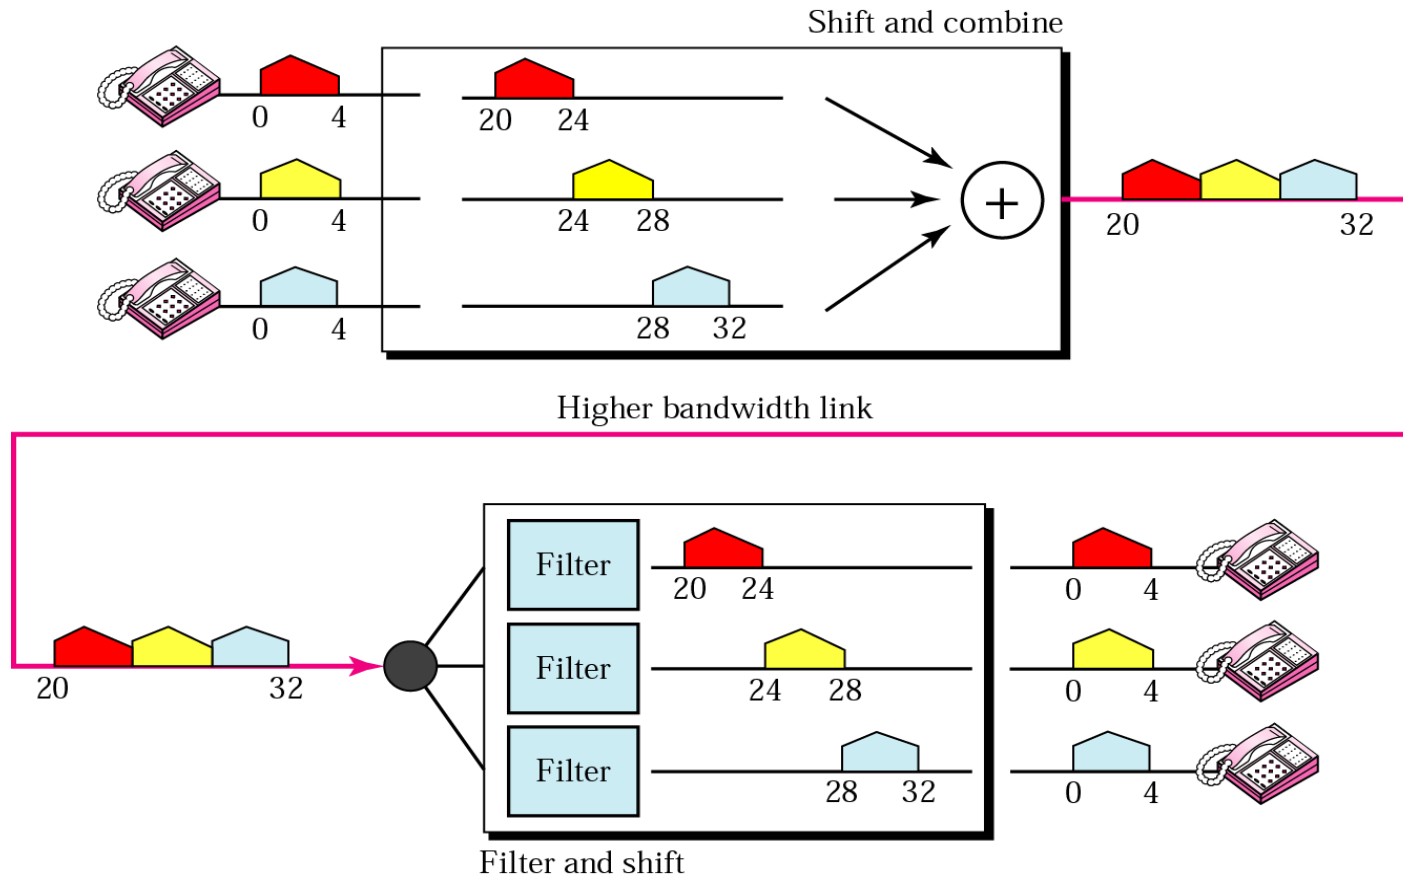 Shift and combine
0 4 20 24
0 4 24 28 + 20 32
0 4 28 32
Higher bandwidth link
Filter 20 24 0 4
20 32 Filter 24 28 0 4
Filter 28 32 0 4
Filter and shift